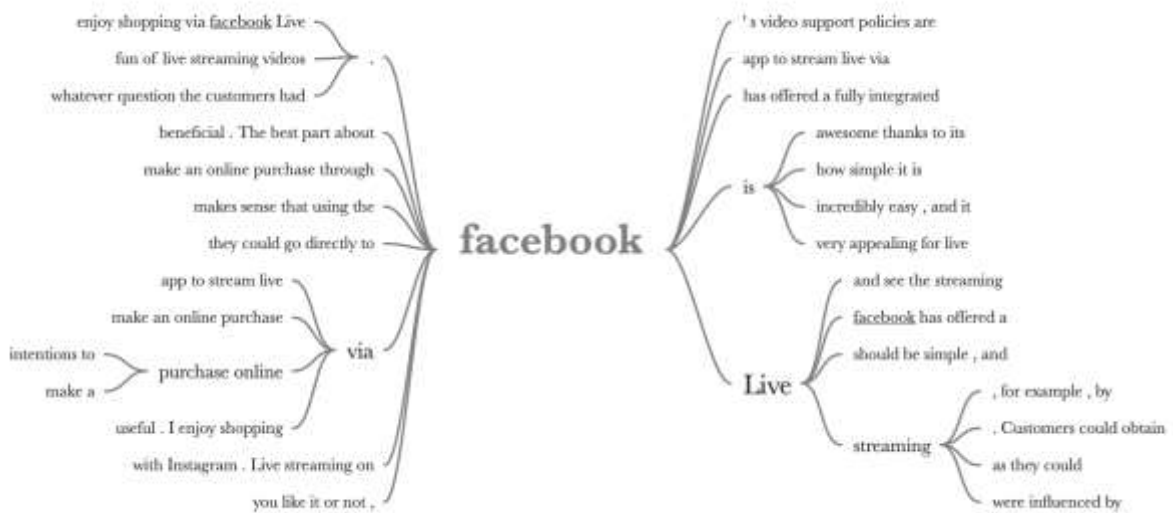 enjoy shopping via facebook Live
fun of live streaming videos
.
whatever question the customers had
beneficial . The best part about
make an online purchase through
makes sense that using the
they could go directly to
app to stream live
make an online purchase
via
intentions to
purchase online
make a
useful . I enjoy shopping
with Instagram . Live streaming on
you like it or not ,
facebook
' s video support policies are
app to stream live via
has offered a fully integrated
awesome thanks to its
is
how simple it is
incredibly easy , and it
very appealing for live
and see the streaming
facebook has offered a
should be simple , and
Live
, for example , by
streaming
. Customers could obtain
as they could
were influenced by